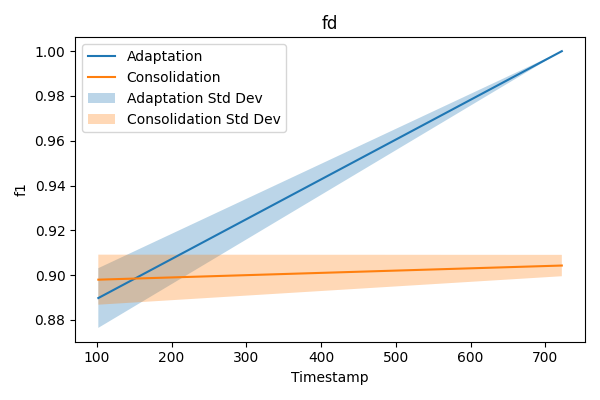 fd
Adaptation
Consolidation
Adaptation Std Dev
Consolidation Std Dev
1.00
0.98
0.96
0.94
0.92
0.90
0.88
f1
100 200 300 400 500 600 700
Timestamp